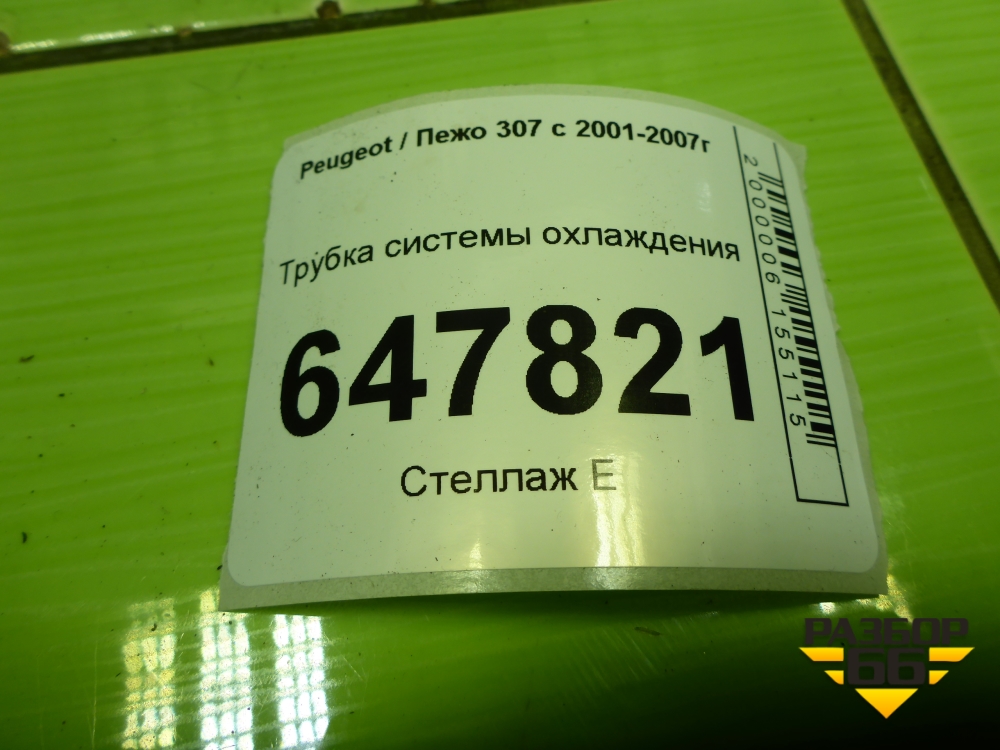 Peugeot / Пежо 307 с 2001-2007г
Трубка системы охлаждения
647821
Стеллаж Е
2000006155115
РАЗБОР
66